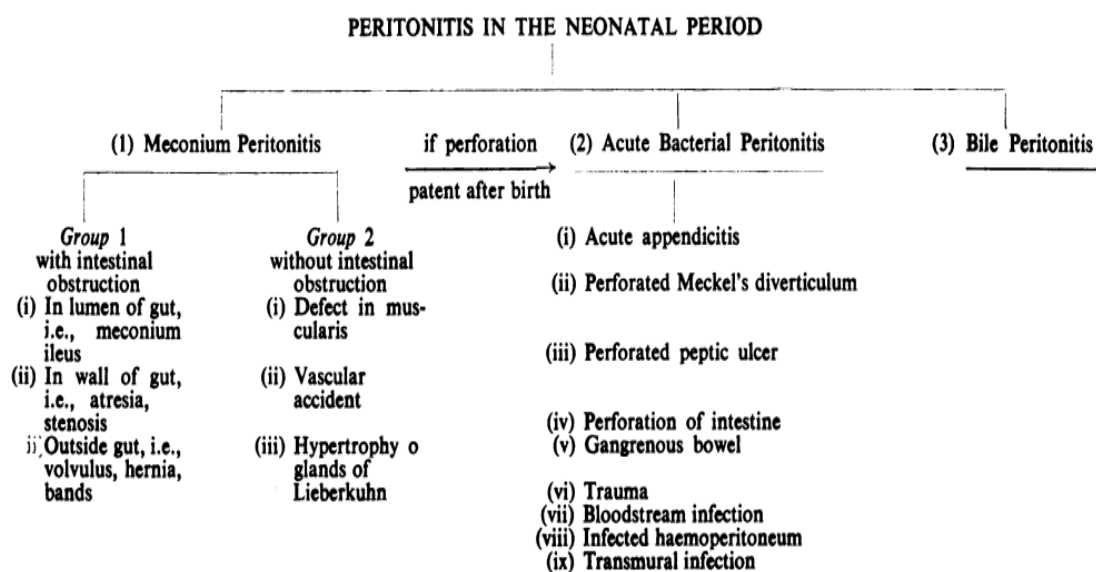 PERITONITIS IN THE NEONATAL PERIOD
(1) Meconium Peritonitis
if perforation
patent after birth
(2) Acute Bacterial Peritonitis
(3) Bile Peritonitis
Group 1
with intestinal
obstruction
(i) In lumen of gut,
i.e., meconium
ileus
(ii) In wall of gut,
i.e., atresia,
stenosis
ii) Outside gut, i.e.,
volvulus, hernia,
bands
Group 2
without intestinal
obstruction
(i) Defect in mus-
cularis
(ii) Vascular
accident
(iii) Hypertrophy o
glands of
Lieberkuhn
(i) Acute appendicitis
(ii) Perforated Meckel's diverticulum
(iii) Perforated peptic ulcer
(iv) Perforation of intestine
(v) Gangrenous bowel
(vi) Trauma
(vii) Bloodstream infection
(viii) Infected haemoperitoneum
(ix) Transmural infection